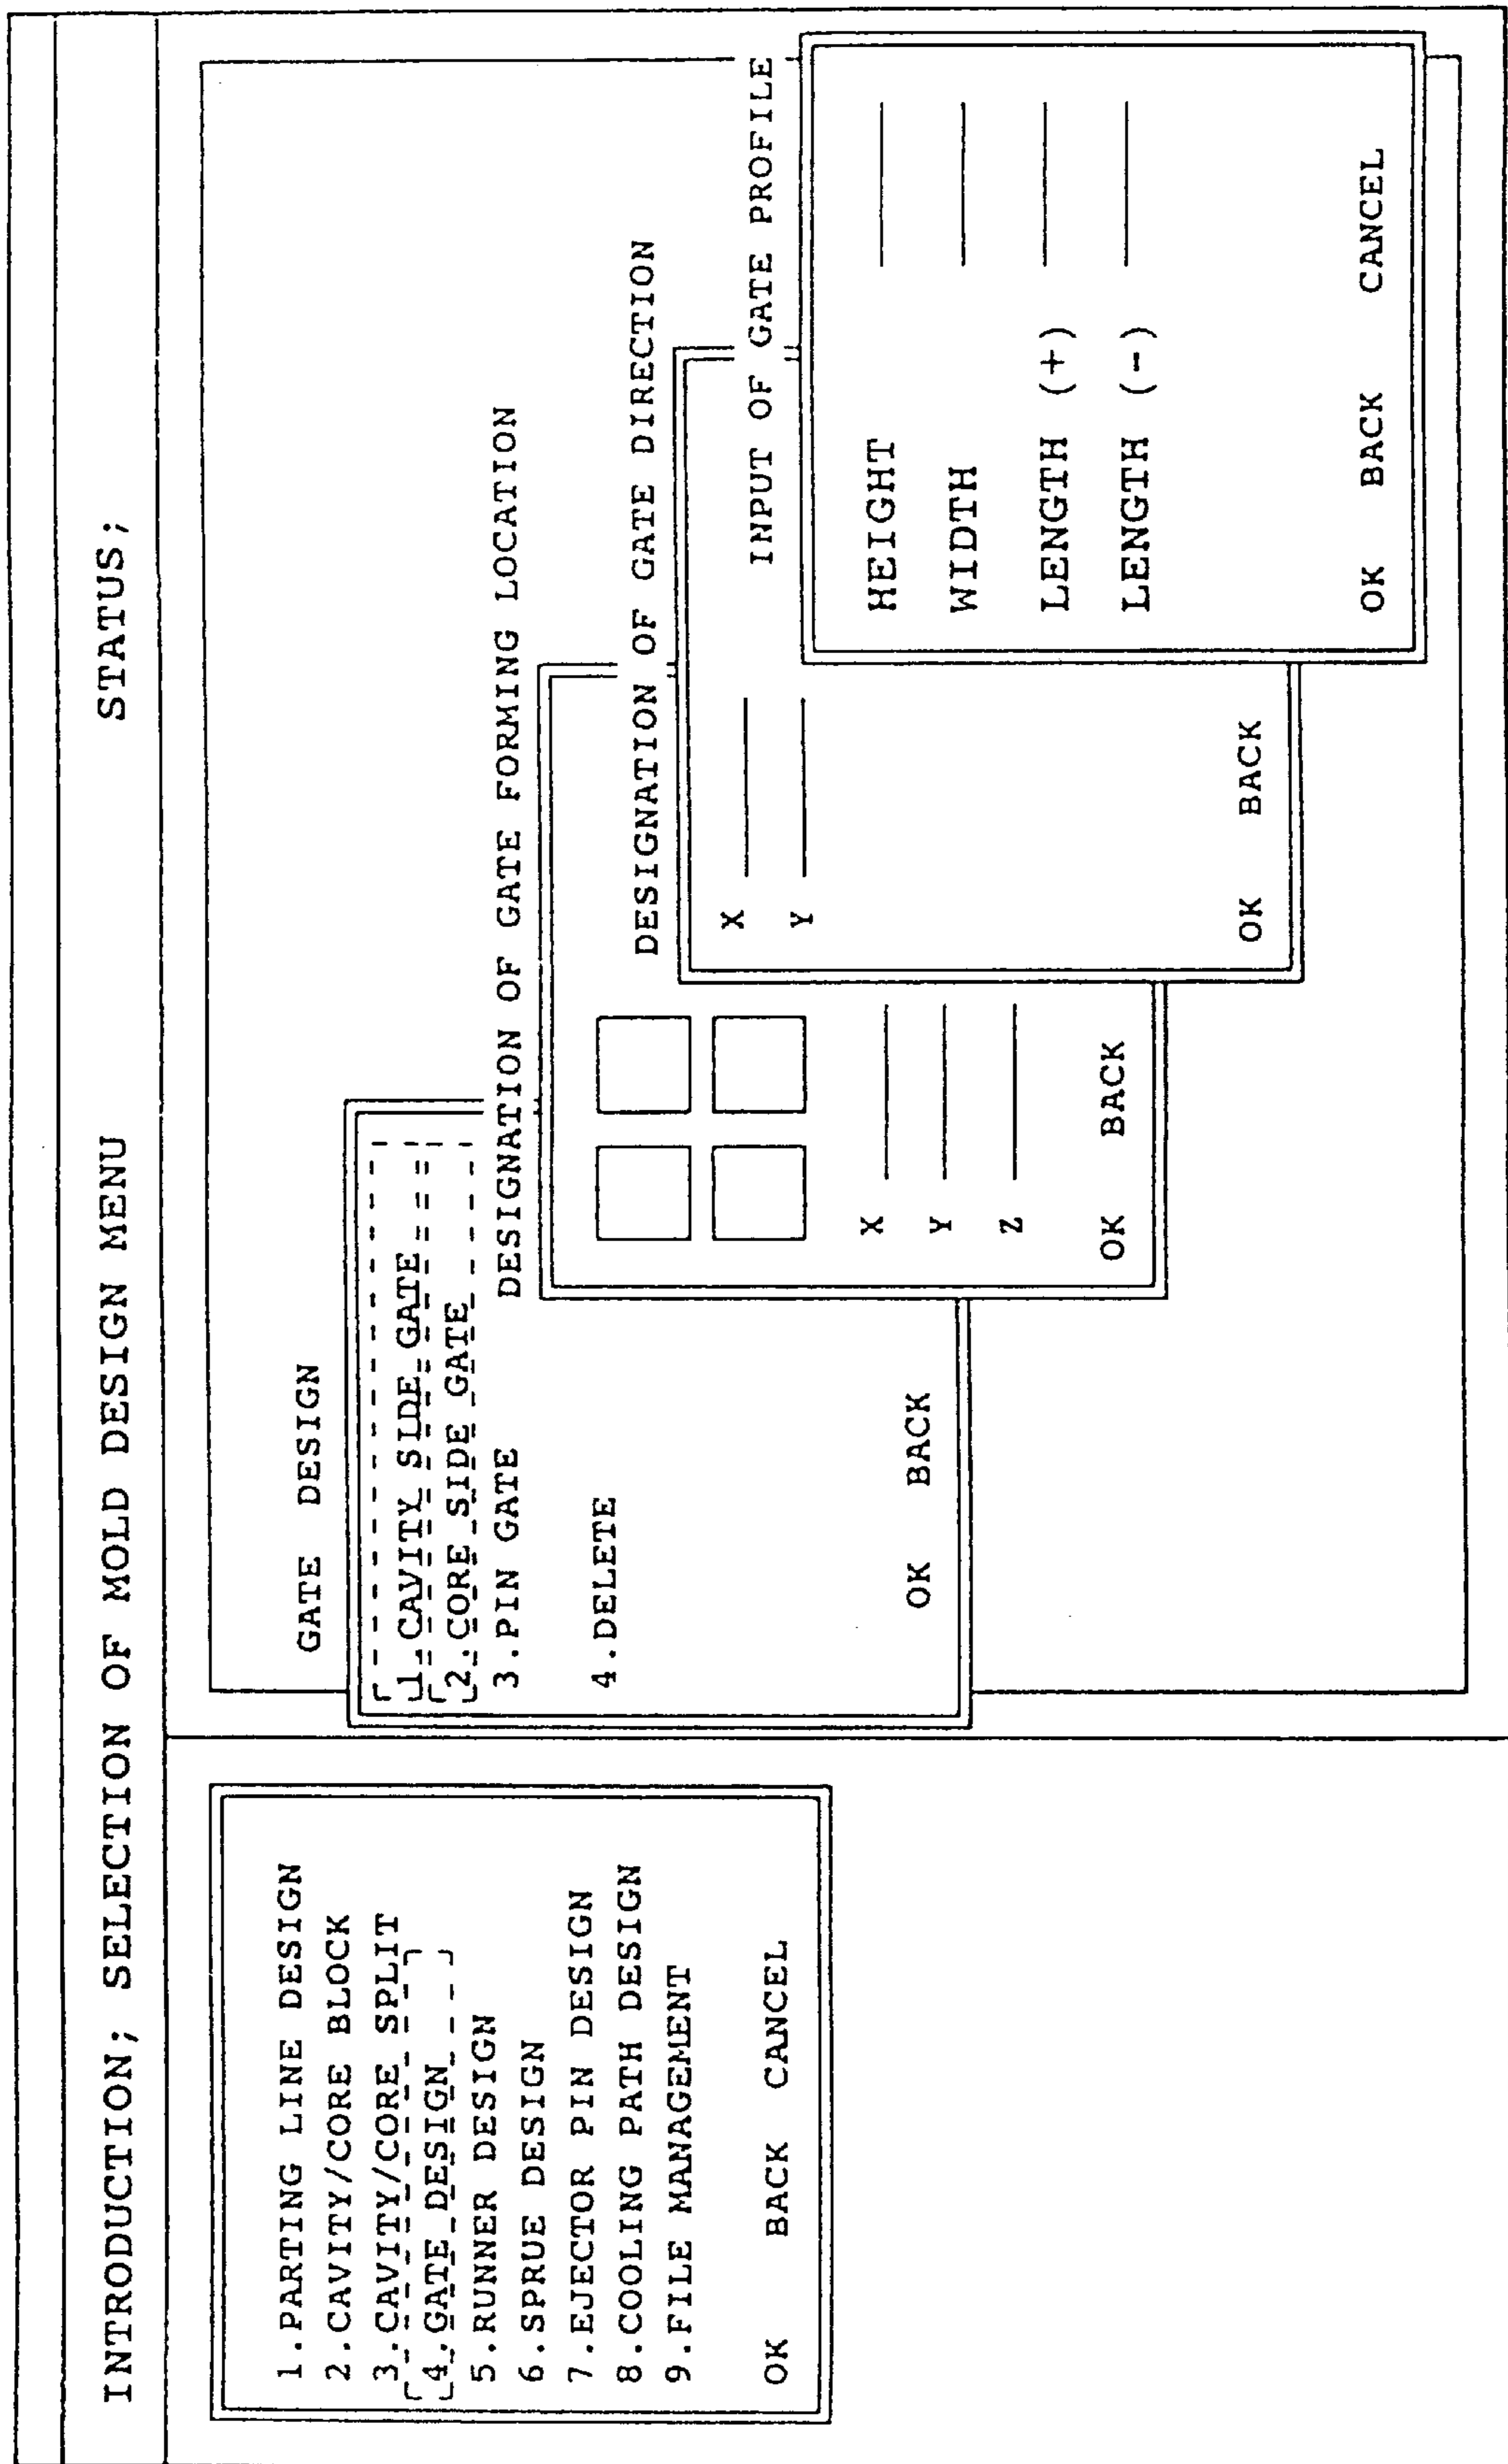 INTRODUCTION; SELECTION OF MOLD DESIGN MENU STATUS;
1.PARTING LINE DESIGN
2.CAVITY/CORE BLOCK
3.CAVITY/CORE SPLIT
4.GATE DESIGN
5.RUNNER DESIGN
6.SPRUE DESIGN
7.EJECTOR PIN DESIGN
8.COOLING PATH DESIGN
9.FILE MANAGEMENT
OK BACK CANCEL
GATE DESIGN
1.CAVITY SIDE GATE
2.CORE SIDE GATE
3.PIN GATE
4.DELETE
OK BACK
DESIGNATION OF GATE FORMING LOCATION
X
Y
Z
OK BACK
DESIGNATION OF GATE DIRECTION
X
Y
OK BACK
INPUT OF GATE PROFILE
HEIGHT
WIDTH
LENGTH (+)
LENGTH (-)
OK BACK CANCEL